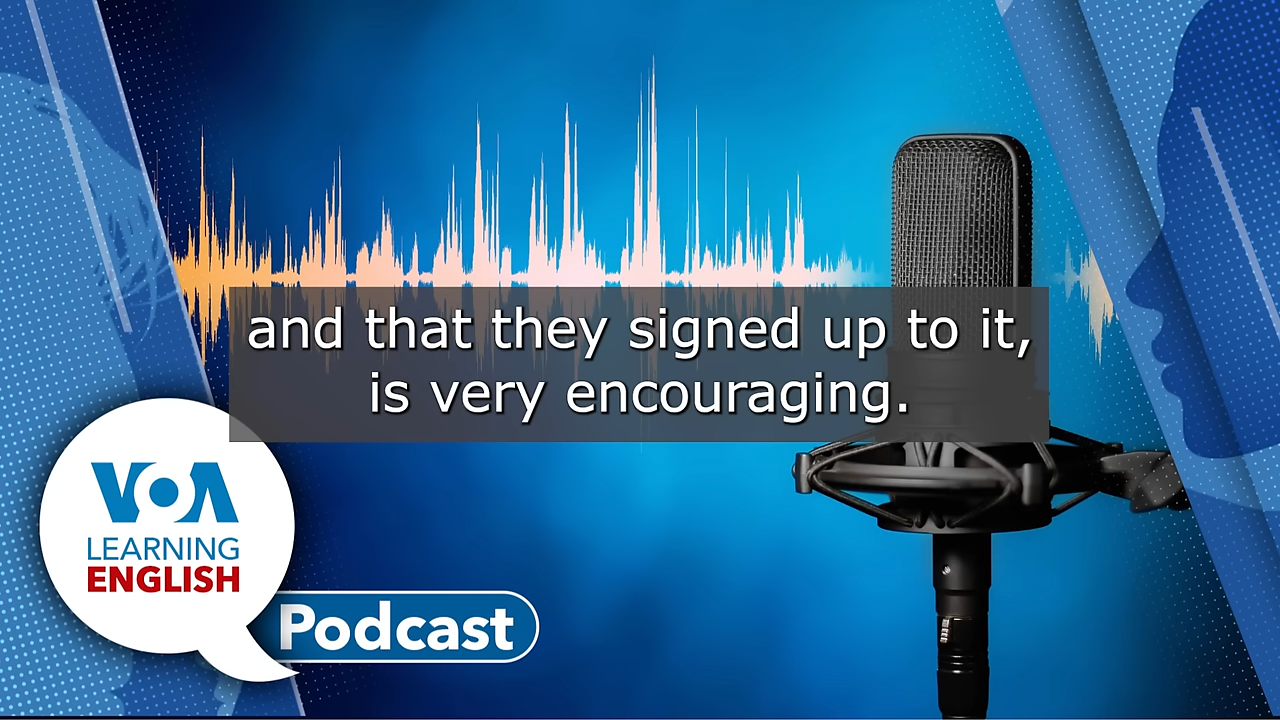 and that they signed up to it,
is very encouraging.
VOA
LEARNING
ENGLISH
Podcast